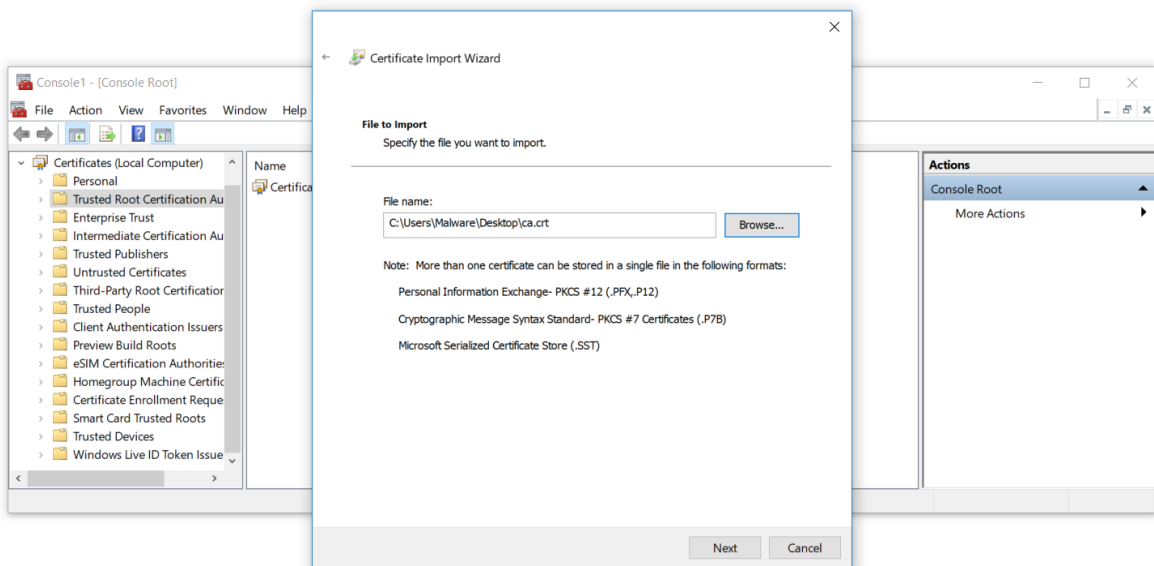 Certificate Import Wizard
File to Import
Specify the file you want to import.
File name:
C:\Users\Malware\Desktop\ca.crt
Browse...
Note: More than one certificate can be stored in a single file in the following formats:
Personal Information Exchange- PKCS #12 (.PFX,.P12)
Cryptographic Message Syntax Standard- PKCS #7 Certificates (.P7B)
Microsoft Serialized Certificate Store (.SST)
Next
Cancel
Console1 - [Console Root]
File Action View Favorites Window Help
Certificates (Local Computer)
Personal
Trusted Root Certification Au
Enterprise Trust
Intermediate Certification Au
Trusted Publishers
Untrusted Certificates
Third-Party Root Certification
Trusted People
Client Authentication Issuers
Preview Build Roots
eSIM Certification Authorities
Homegroup Machine Certific
Certificate Enrollment Reque
Smart Card Trusted Roots
Trusted Devices
Windows Live ID Token Issue
Name
Certifica
Actions
Console Root
More Actions